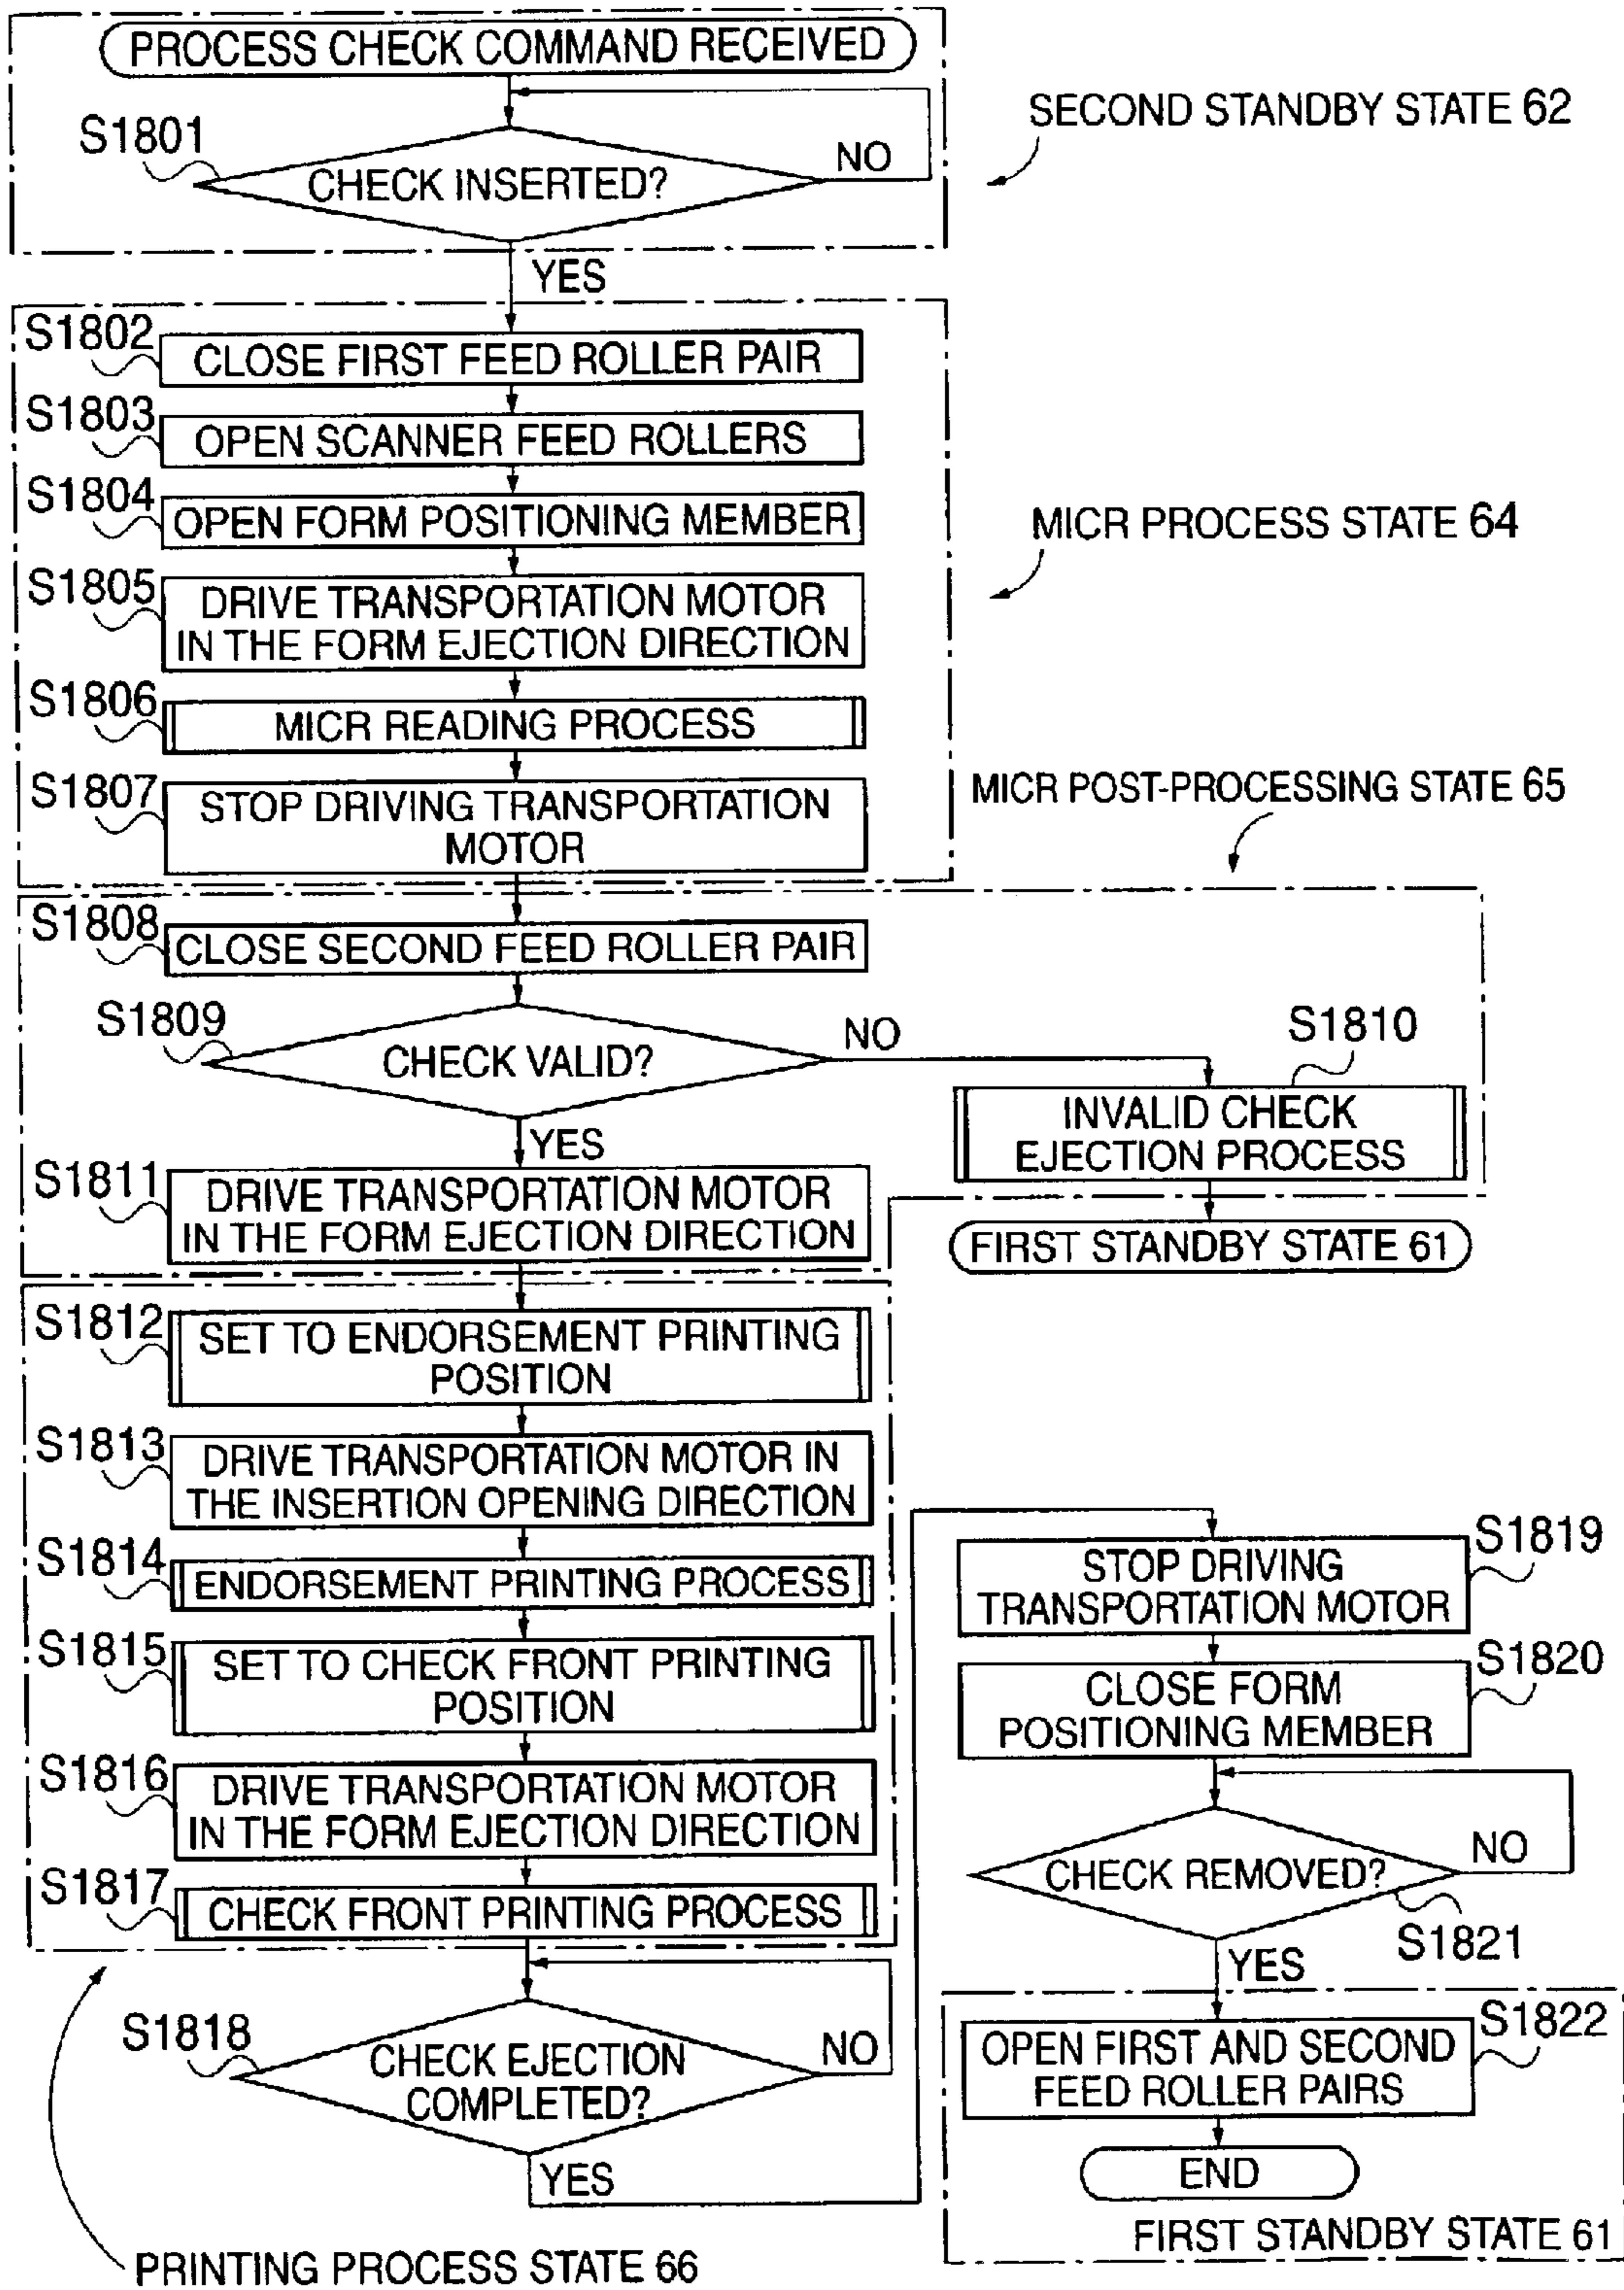 PROCESS CHECK COMMAND RECEIVED
SECOND STANDBY STATE 62
S1801
CHECK INSERTED?
NO
YES
S1802
CLOSE FIRST FEED ROLLER PAIR
S1803
OPEN SCANNER FEED ROLLERS
S1804
OPEN FORM POSITIONING MEMBER
MICR PROCESS STATE 64
S1805
DRIVE TRANSPORTATION MOTOR
IN THE FORM EJECTION DIRECTION
S1806
MICR READING PROCESS
S1807
STOP DRIVING TRANSPORTATION
MOTOR
MICR POST-PROCESSING STATE 65
S1808
CLOSE SECOND FEED ROLLER PAIR
S1809
CHECK VALID?
NO
S1810
INVALID CHECK
EJECTION PROCESS
YES
FIRST STANDBY STATE 61
S1811
DRIVE TRANSPORTATION MOTOR
IN THE FORM EJECTION DIRECTION
S1812
SET TO ENDORSEMENT PRINTING
POSITION
S1813
DRIVE TRANSPORTATION MOTOR IN
THE INSERTION OPENING DIRECTION
S1814
ENDORSEMENT PRINTING PROCESS
S1815
SET TO CHECK FRONT PRINTING
POSITION
S1816
DRIVE TRANSPORTATION MOTOR
IN THE FORM EJECTION DIRECTION
S1817
CHECK FRONT PRINTING PROCESS
S1818
CHECK EJECTION
COMPLETED?
NO
YES
PRINTING PROCESS STATE 66
S1819
STOP DRIVING
TRANSPORTATION MOTOR
S1820
CLOSE FORM
POSITIONING MEMBER
CHECK REMOVED?
NO
S1821
YES
S1822
OPEN FIRST AND SECOND
FEED ROLLER PAIRS
END
FIRST STANDBY STATE 61